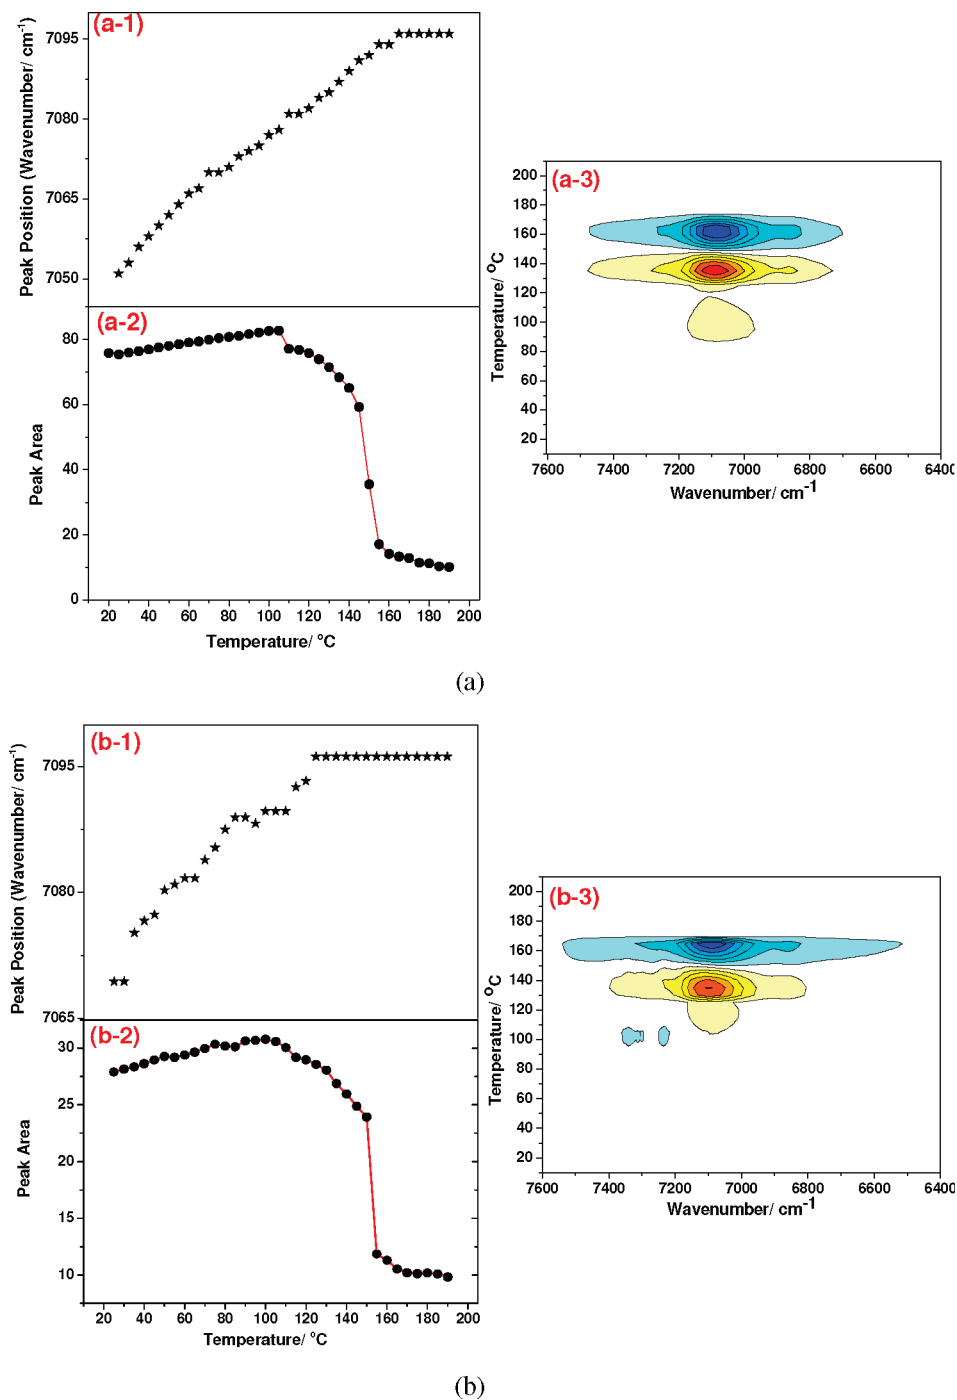 (a-1)
7095
7080
7065
7050
Peak Position (Wavenumber/ cm⁻¹)
(a-2)
80
60
40
20
0
Peak Area
20 40 60 80 100 120 140 160 180 200
Temperature/ °C
(a-3)
200
180
160
140
120
100
80
60
40
20
Temperature/ °C
7600 7400 7200 7000 6800 6600 6400
Wavenumber/ cm⁻¹
(a)
(b-1)
7095
7080
7065
Peak Position (Wavenumber/ cm⁻¹)
(b-2)
30
25
20
15
10
Peak Area
20 40 60 80 100 120 140 160 180 200
Temperature/ °C
(b-3)
200
180
160
140
120
100
80
60
40
20
Temperature/ °C
7600 7400 7200 7000 6800 6600 6400
Wavenumber/ cm⁻¹
(b)